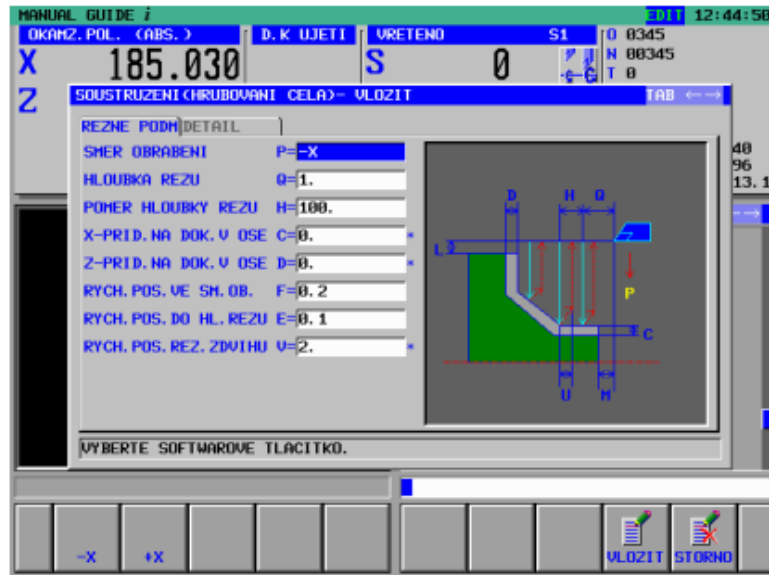 MANUAL GUIDE i EDIT 12:44:50
OKAMZ.POL. (ABS.) D.K UJETI VRETENO S1 O 0345
N 00345
X 185.030 S 0 T 0
Z
SOUSTRUZENI(HRUBOVANI CELA)- VLOZIT TAB ←→
REZNE PODM DETAIL
SMER OBRABENI P=-X
HLOUBKA REZU Q=1.
POMER HLOUBKY REZU H=100.
X-PRID.NA DOK.V OSE C=0. *
Z-PRID.NA DOK.V OSE D=0. *
RYCH.POS.VE SM.OB. F=0.2
RYCH.POS.DO HL.REZU E=0.1
RYCH.POS.REZ.ZDVIHU V=2. *
D H Q
L
P
C
U M
40
96
13.1
VYBERTE SOFTWAROVE TLACITKO.
-X +X VLOZIT STORNO